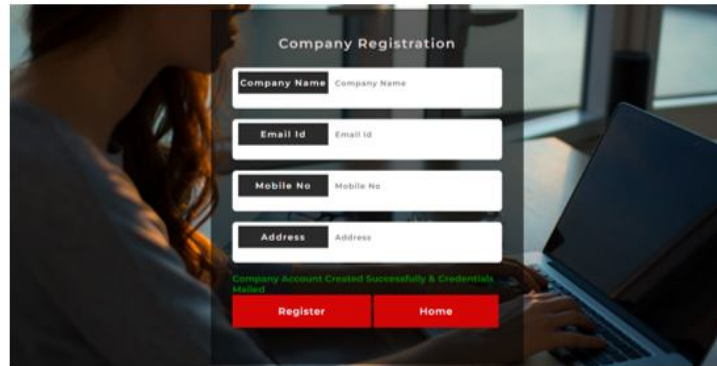 Company Registration
Company Name Company Name
Email Id Email Id
Mobile No Mobile No
Address Address
Company Account Created Successfully & Credentials
Mailed
Register Home